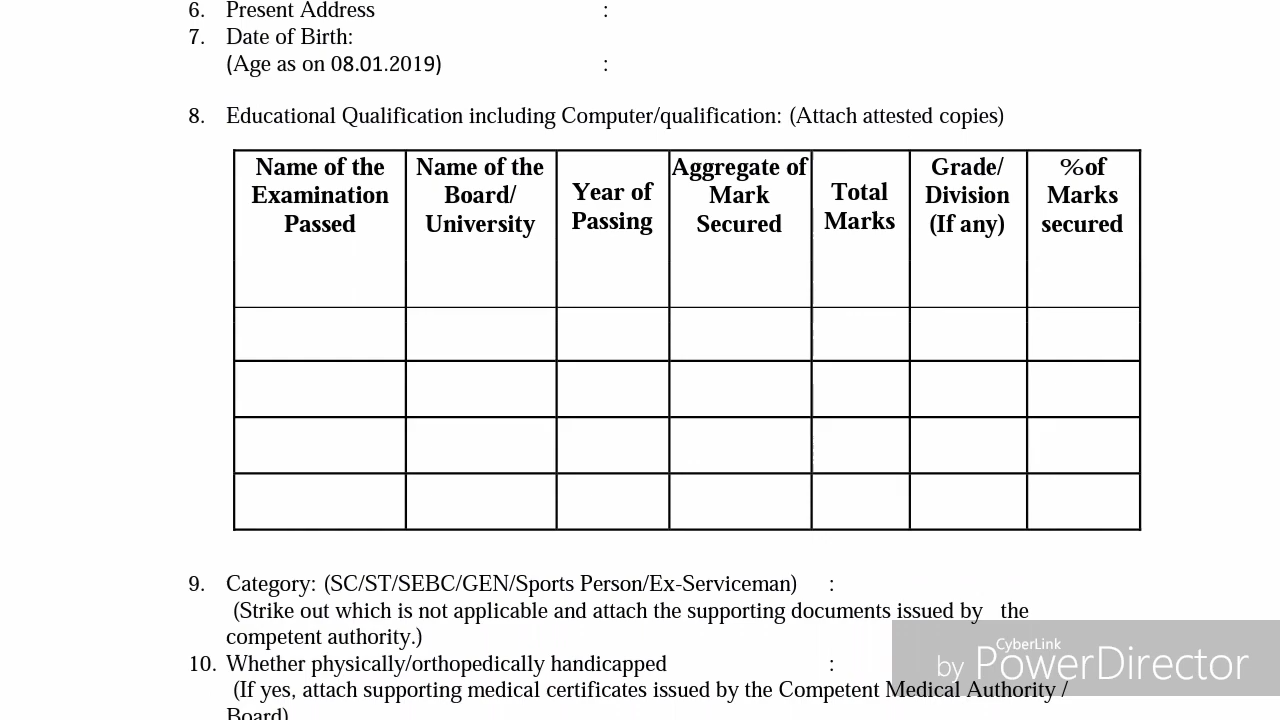 6. Present Address :
7. Date of Birth:
(Age as on 08.01.2019) :
8. Educational Qualification including Computer/qualification: (Attach attested copies)
Name of the Examination Passed
Name of the Board/ University
Year of Passing
Aggregate of Mark Secured
Total Marks
Grade/ Division (If any)
%of Marks secured
9. Category: (SC/ST/SEBC/GEN/Sports Person/Ex-Serviceman) :
(Strike out which is not applicable and attach the supporting documents issued by the
competent authority.)
10. Whether physically/orthopedically handicapped :
(If yes, attach supporting medical certificates issued by the Competent Medical Authority /
Board)
CyberLink
by PowerDirector